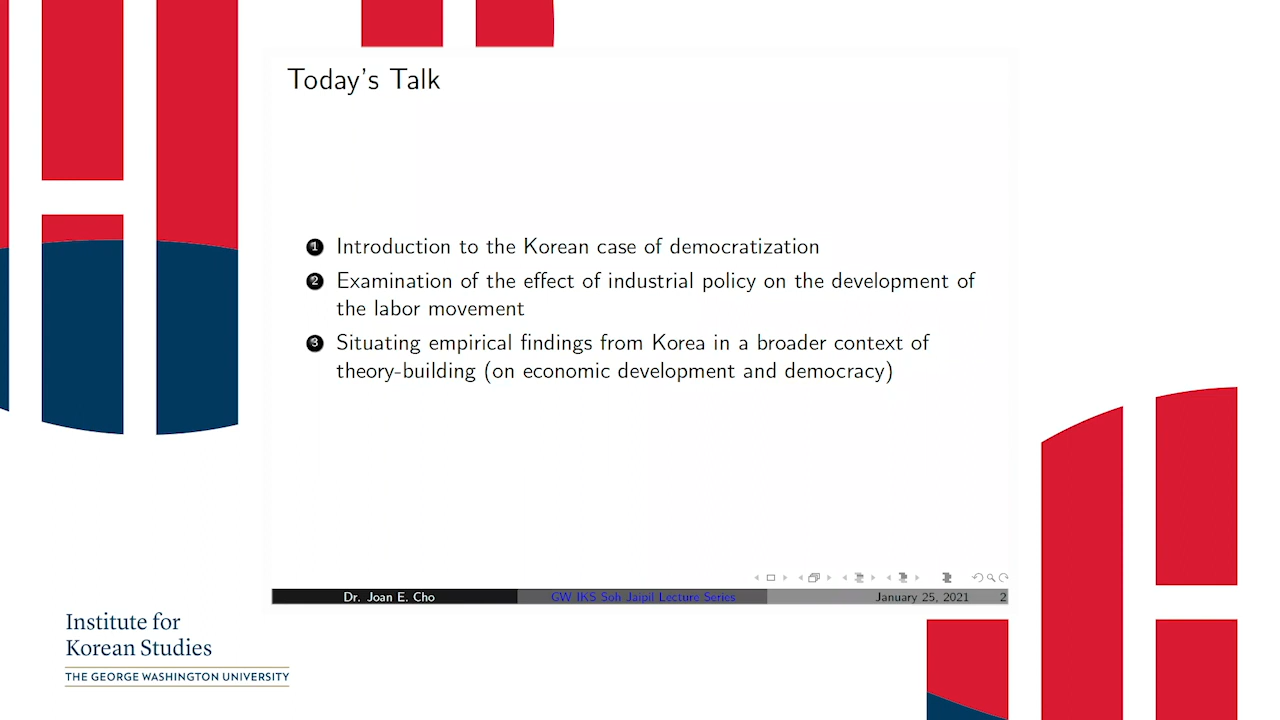 Today's Talk
1 Introduction to the Korean case of democratization
2 Examination of the effect of industrial policy on the development of
the labor movement
3 Situating empirical findings from Korea in a broader context of
theory-building (on economic development and democracy)
Dr. Joan E. Cho GW IKS Soh Jaipil Lecture Series January 25, 2021 2
Institute for
Korean Studies
THE GEORGE WASHINGTON UNIVERSITY